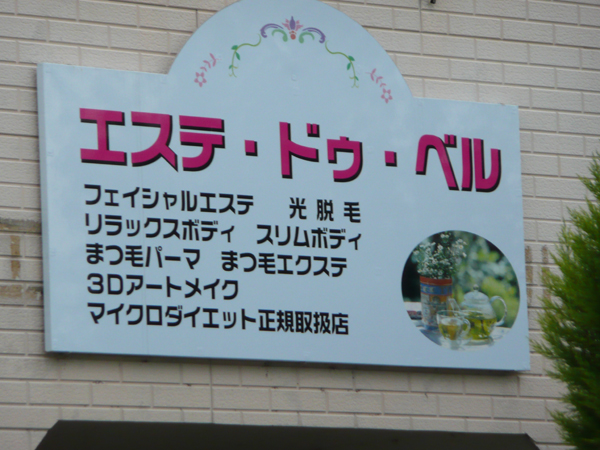 エステ・ドゥ・ベル
フェイシャルエステ　光脱毛
リラックスボディ　スリムボディ
まつ毛パーマ　まつ毛エクステ
3Dアートメイク
マイクロダイエット正規取扱店